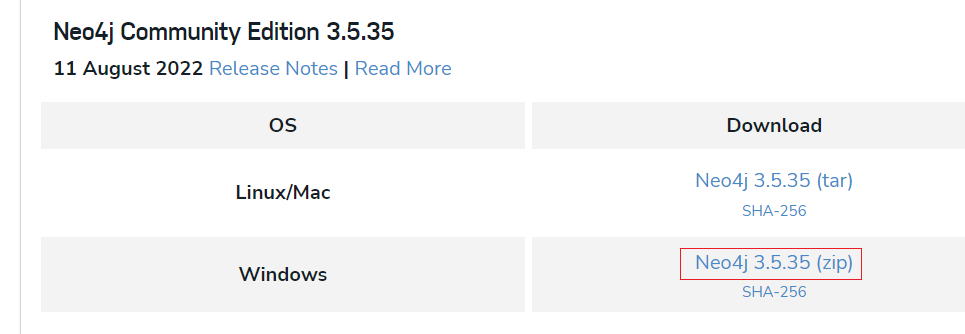 Neo4j Community Edition 3.5.35
11 August 2022 Release Notes | Read More
OS Download
Linux/Mac Neo4j 3.5.35 (tar)
SHA-256
Windows Neo4j 3.5.35 (zip)
SHA-256